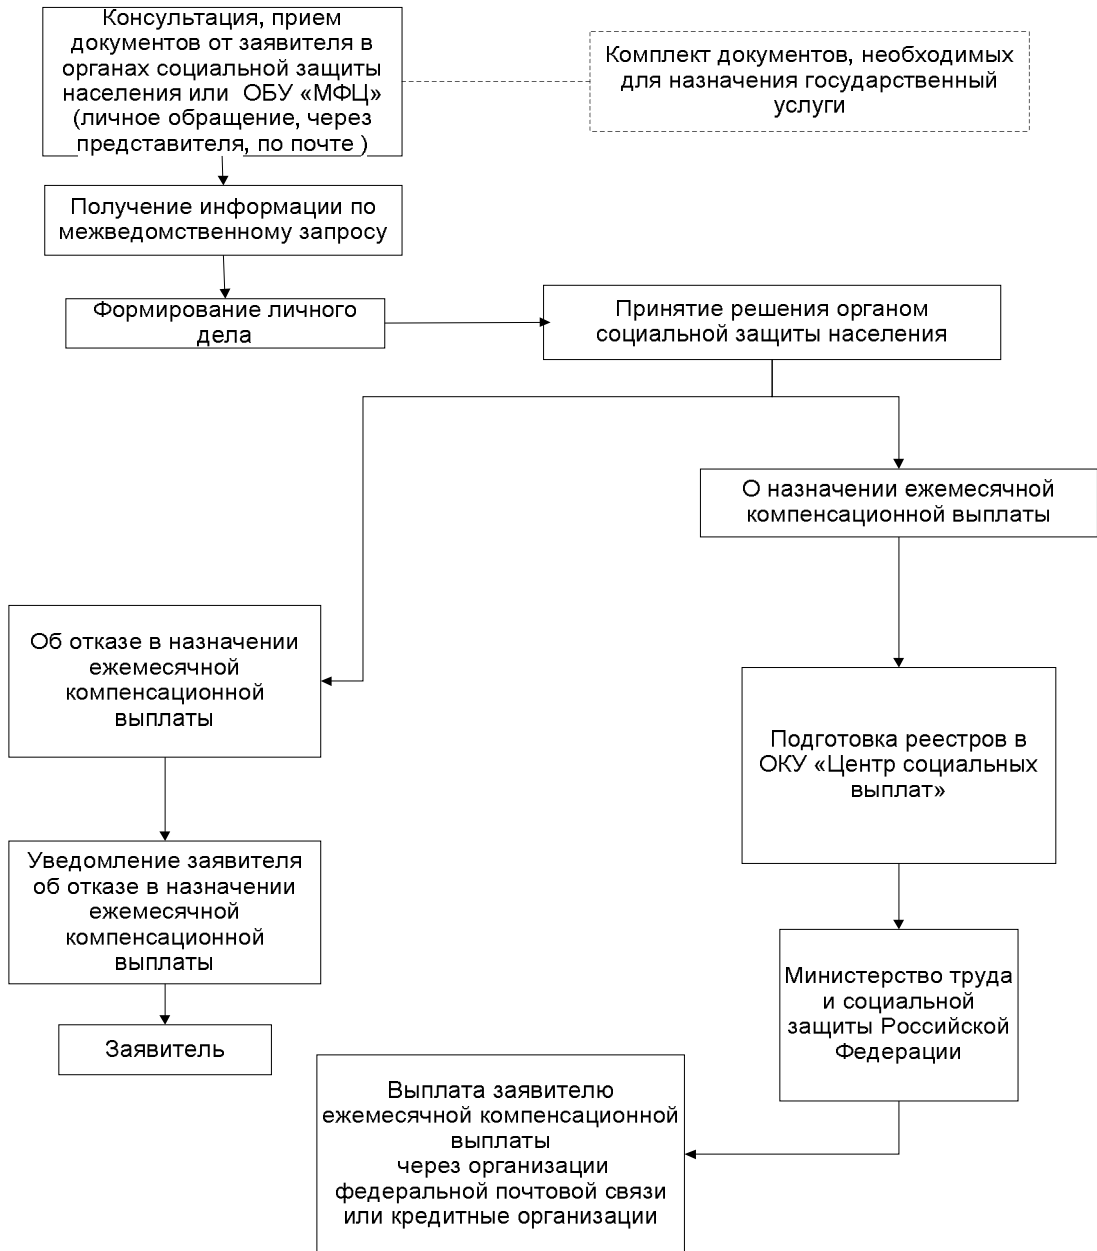 Консультация, прием
документов от заявителя в
органах социальной защиты
населения или ОБУ «МФЦ»
(личное обращение, через
представителя, по почте )
Комплект документов, необходимых
для назначения государственный
услуги
Получение информации по
межведомственному запросу
Формирование личного
дела
Принятие решения органом
социальной защиты населения
О назначении ежемесячной
компенсационной выплаты
Об отказе в назначении
ежемесячной
компенсационной
выплаты
Подготовка реестров в
ОКУ «Центр социальных
выплат»
Уведомление заявителя
об отказе в назначении
ежемесячной
компенсационной
выплаты
Министерство труда
и социальной
защиты Российской
Федерации
Заявитель
Выплата заявителю
ежемесячной компенсационной
выплаты
через организации
федеральной почтовой связи
или кредитные организации